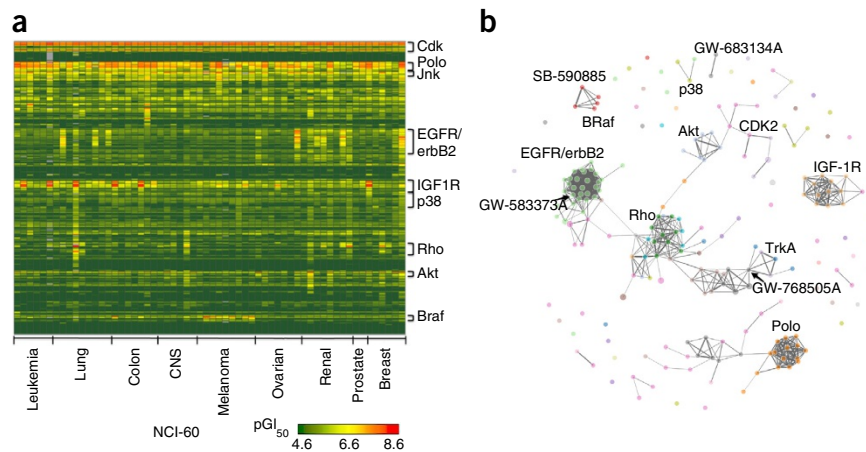 a
Cdk
Polo
Jnk
EGFR/
erbB2
IGF1R
p38
Rho
Akt
Braf
Leukemia
Lung
Colon
CNS
Melanoma
Ovarian
Renal
Prostate
Breast
NCI-60
pGI50
4.6 6.6 8.6
b
GW-683134A
SB-590885
p38
BRaf
Akt
CDK2
EGFR/erbB2
IGF-1R
GW-583373A
Rho
TrkA
GW-768505A
Polo